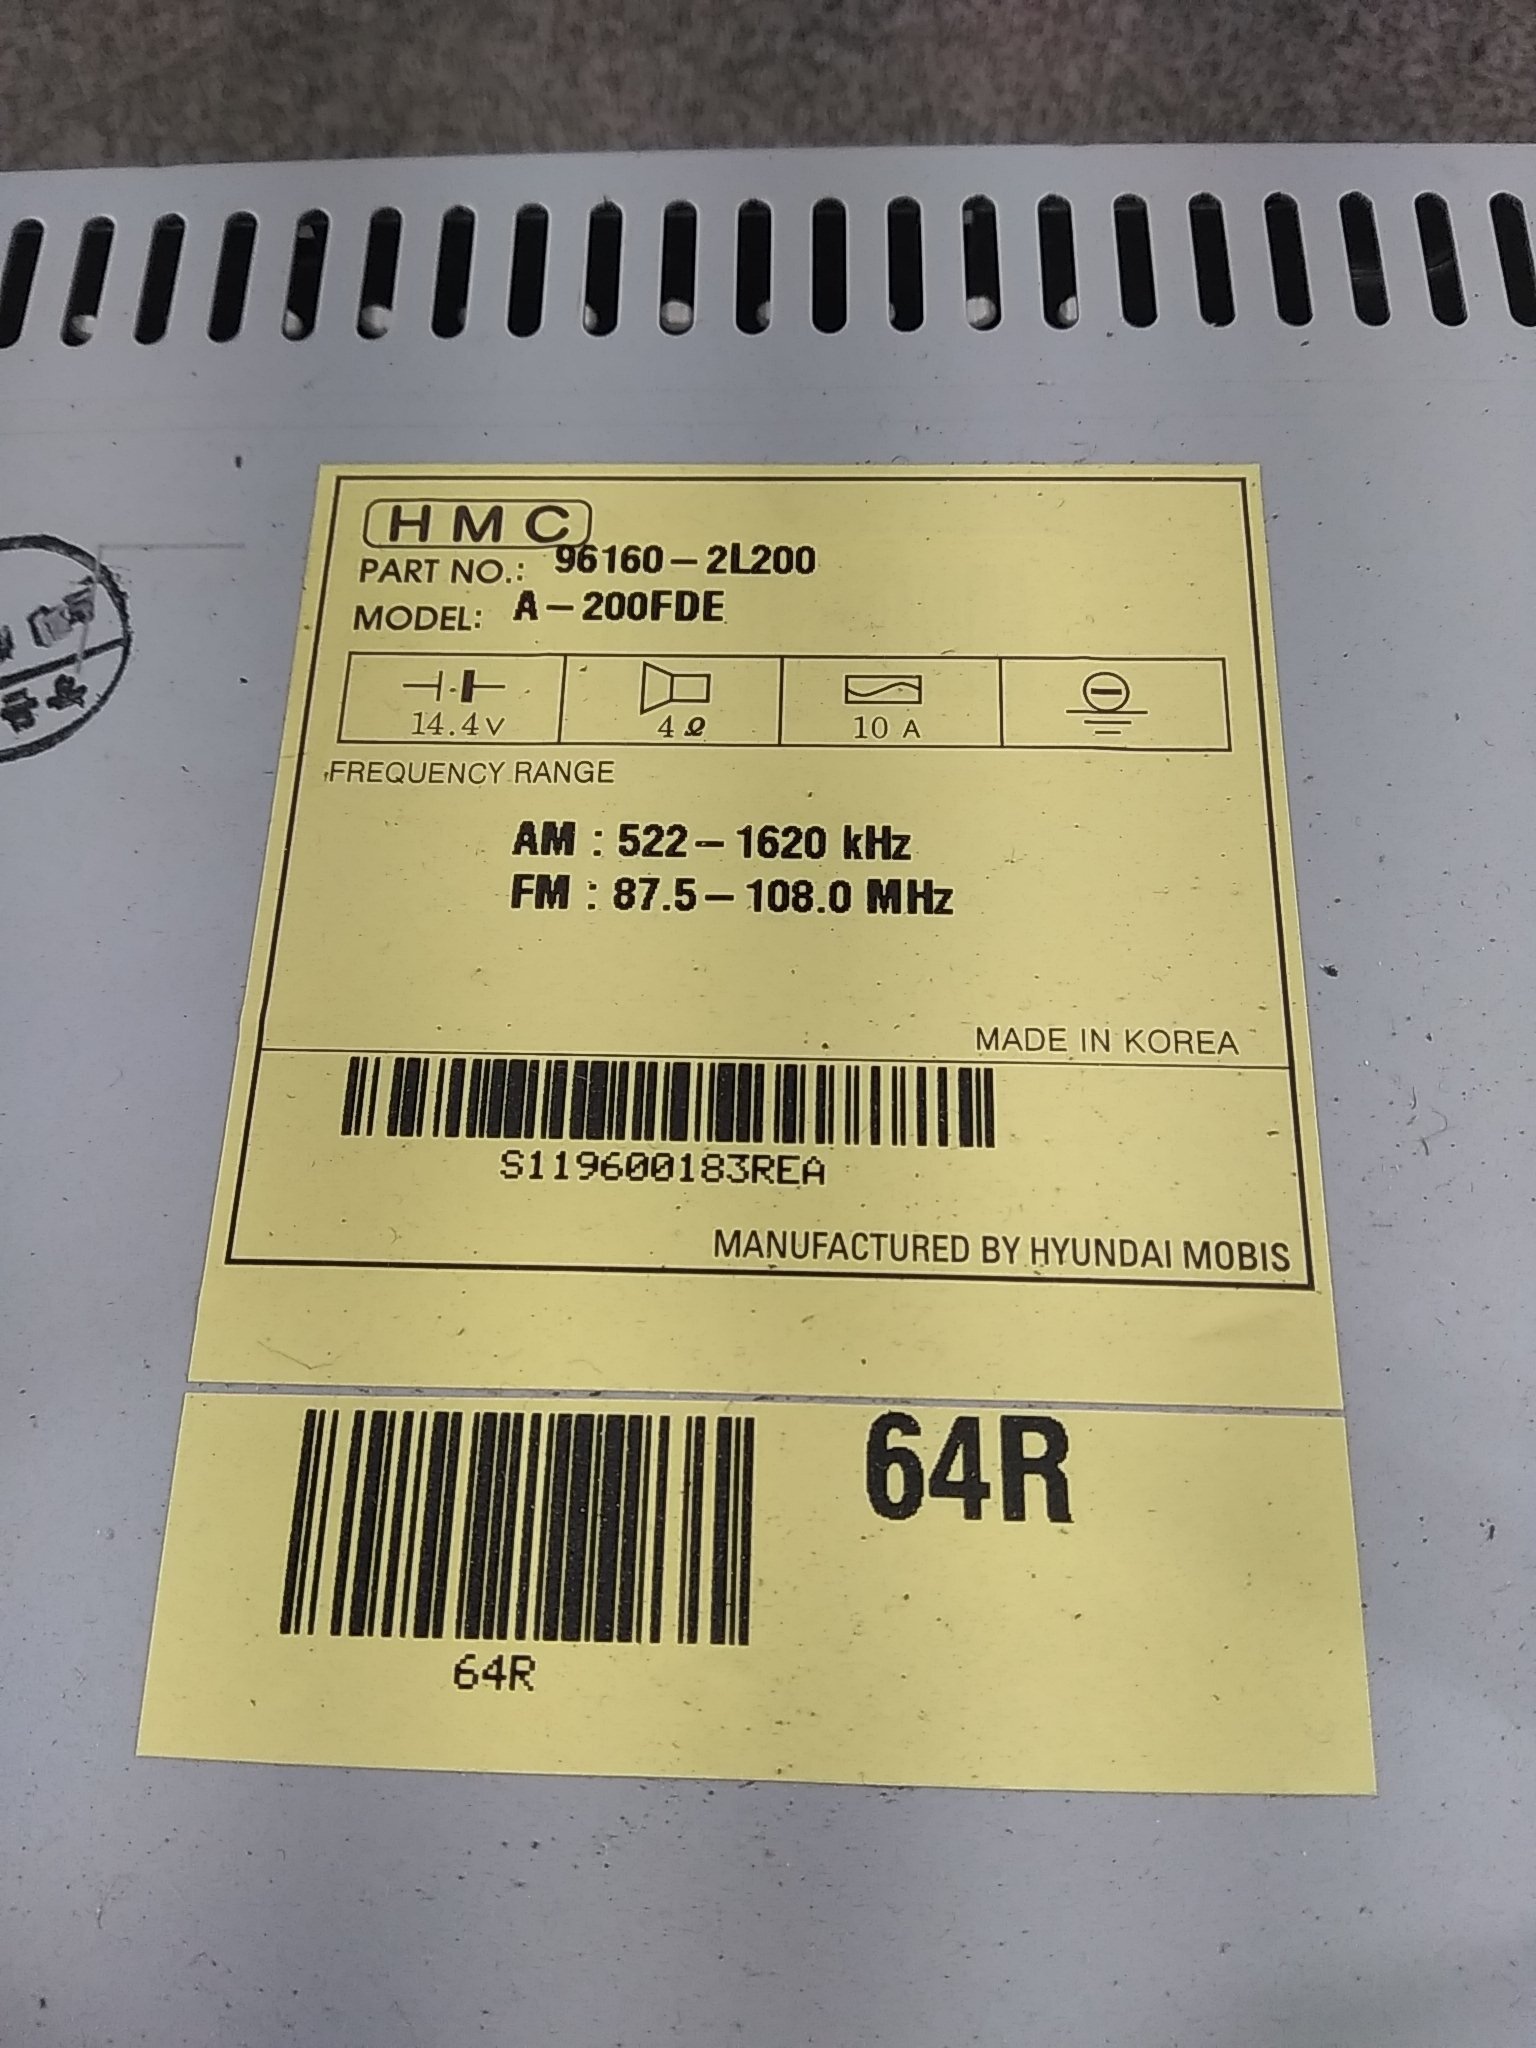 HMC
PART NO.: 96160-2L200
MODEL: A-200FDE
14.4V 4Ω 10 A
FREQUENCY RANGE
AM : 522-1620 kHz
FM : 87.5-108.0 MHz
MADE IN KOREA
S119600183REA
MANUFACTURED BY HYUNDAI MOBIS
64R
64R